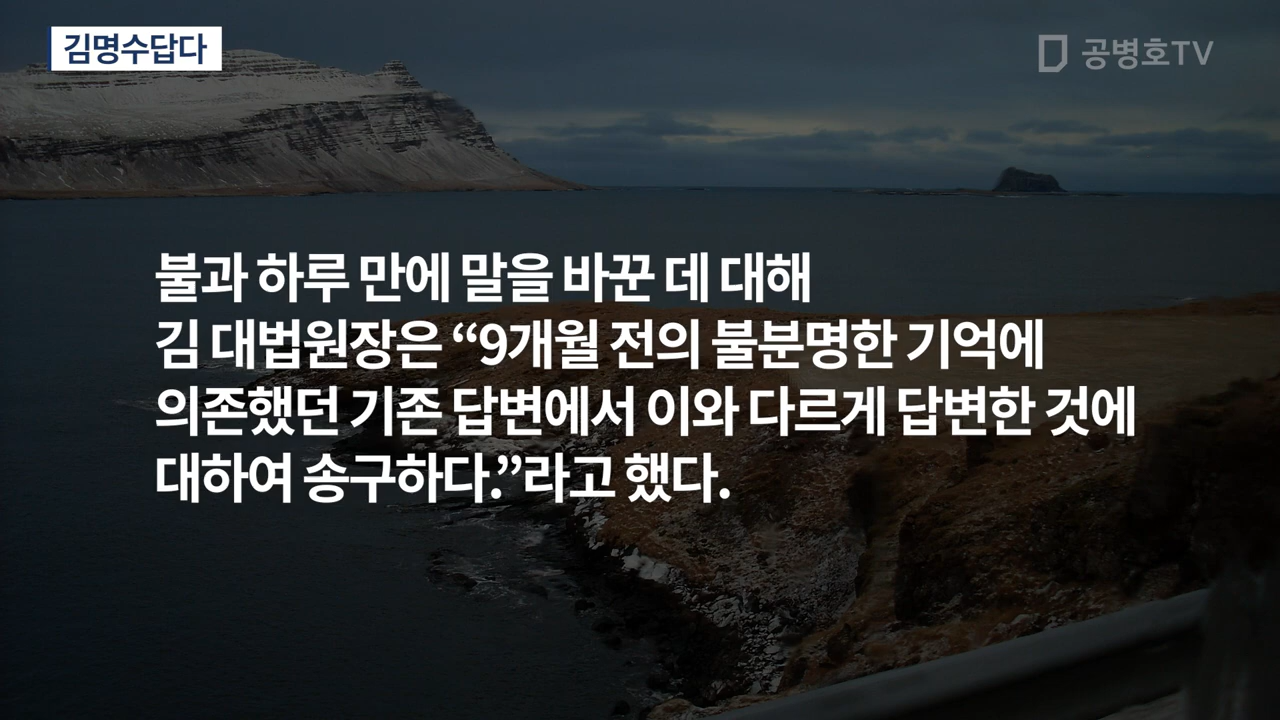 김명수답다
공병호TV
불과 하루 만에 말을 바꾼 데 대해
김 대법원장은 “9개월 전의 불분명한 기억에
의존했던 기존 답변에서 이와 다르게 답변한 것에
대하여 송구하다.”라고 했다.